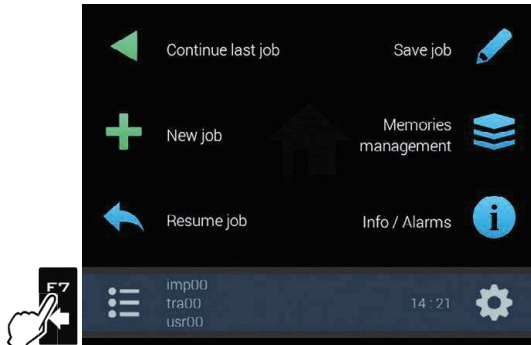 Continue last job
Save job
New job
Memories
management
Resume job
Info / Alarms
i
F7
imp00
tra00
usr00
14 : 21